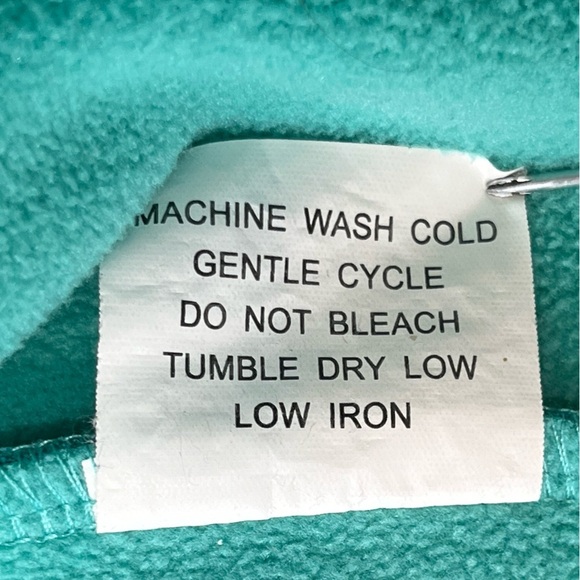 MACHINE WASH COLD
GENTLE CYCLE
DO NOT BLEACH
TUMBLE DRY LOW
LOW IRON